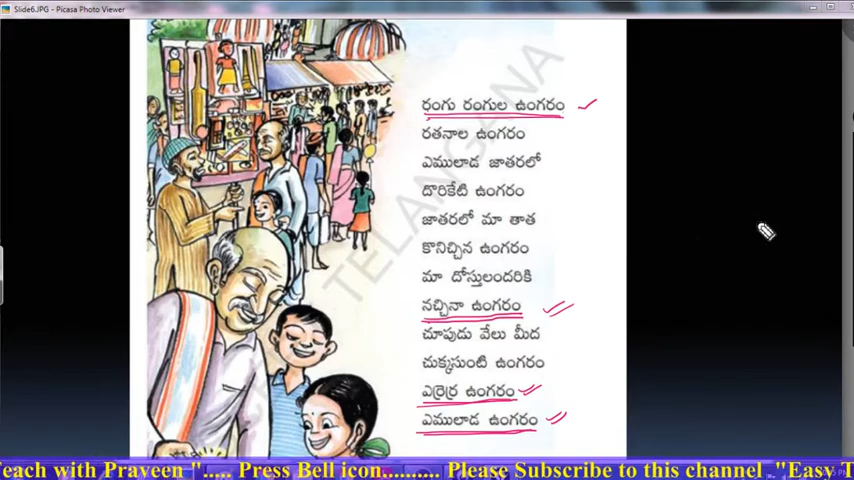 Slide6.JPG - Picasa Photo Viewer
రంగు రంగుల ఉంగరం
రతనాల ఉంగరం
ఎములాడ జాతరలో
దొరికేటి ఉంగరం
జాతరలో మా తాత
కొనిచ్చిన ఉంగరం
మా దోస్తులందరికి
నచ్చినా ఉంగరం
చూపుడు వేలు మీద
చుక్కసుంటి ఉంగరం
ఎర్రెర్ర ఉంగరం
ఎములాడ ఉంగరం
TELANGANA
Teach with Praveen "..... Press Bell icon.......... Please Subscribe to this channel ."Easy T